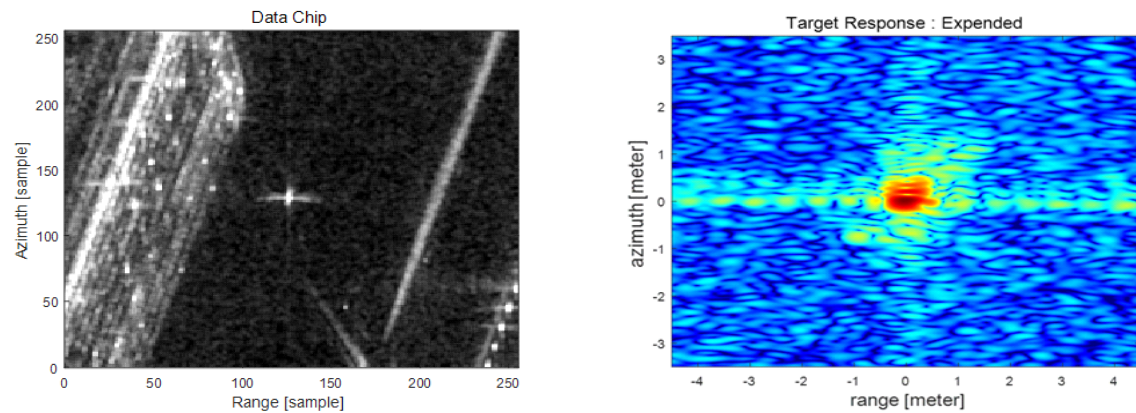 Data Chip
250
200
150
100
50
0
Azimuth [sample]
0 50 100 150 200 250
Range [sample]
Target Response : Expended
3
2
1
0
-1
-2
-3
azimuth [meter]
-4 -3 -2 -1 0 1 2 3 4
range [meter]